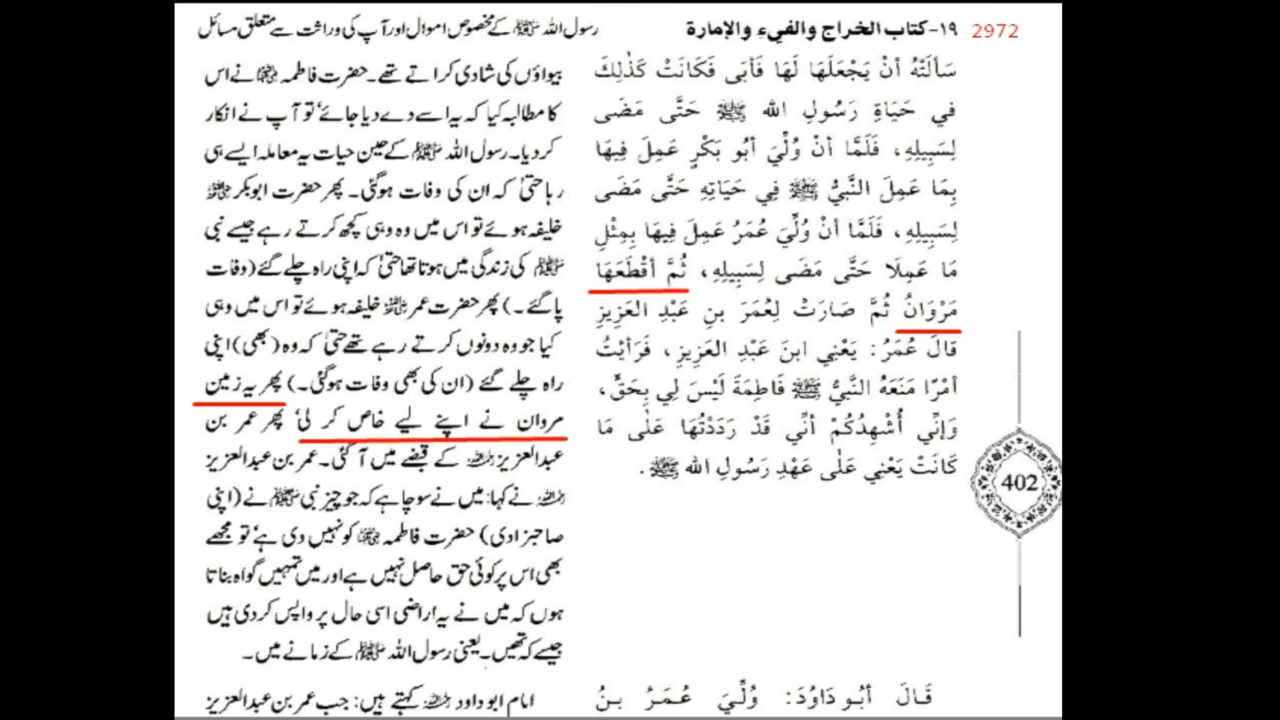 2972
١٩-كتاب الخراج والفيء والإمارة
رسول اللہ ﷺ کے مخصوص اموال اور آپ کی وراثت سے متعلق مسائل
سَأَلَتْهُ أَنْ يَجْعَلَهَا لَهَا فَأَبَى فَكَانَتْ كَذٰلِكَ
في حَيَاةِ رَسُولِ الله ﷺ حَتَّى مَضَى
لِسَبِيلِهِ، فَلَمَّا أَنْ وُلِّيَ أَبُو بَكْرٍ عَمِلَ فِيهَا
بِمَا عَمِلَ النَّبِيُّ ﷺ فِي حَيَاتِهِ حَتَّى مَضَى
لِسَبِيلِهِ، فَلَمَّا أَنْ وُلِّيَ عُمَرُ عَمِلَ فِيهَا بِمِثْلِ
مَا عَمِلَا حَتَّى مَضَى لِسَبِيلِهِ، ثُمَّ أَقْطَعَهَا
مَرْوَانُ ثُمَّ صَارَتْ لِعُمَرَ بنِ عَبْدِ الْعَزِيزِ
قالَ عُمَرُ: يَعْنِي ابنَ عَبْدِ الْعَزِيزِ، فَرَأَيْتُ
أَمْرًا مَنَعَهُ النَّبِيُّ ﷺ فَاطِمَةَ لَيْسَ لِي بِحَقٍّ،
وَإِنِّي أُشْهِدُكُمْ أَنِّي قَدْ رَدَدْتُهَا عَلٰى مَا
كَانَتْ يَعْنِي عَلٰى عَهْدِ رَسُولِ الله ﷺ.
قَالَ أَبُو دَاوُدَ: وُلِّيَ عُمَرُ بنُ
بیواؤں کی شادی کراتے تھے۔ حضرت فاطمہ ؓ نے اس
کا مطالبہ کیا کہ یہ اسے دے دیا جائے‘ تو آپ نے انکار
کر دیا۔ رسول اللہ ﷺ کے عین حیات یہ معاملہ ایسے ہی
رہا حتیٰ کہ ان کی وفات ہوگئی۔ پھر حضرت ابوبکر ؓ
خلیفہ ہوئے تو اس میں وہ وہی کچھ کرتے رہے جیسے نبی
ﷺ کی زندگی میں ہوتا تھا حتیٰ کہ اپنی راہ چلے گئے (وفات
پا گئے۔) پھر حضرت عمر ؓ خلیفہ ہوئے تو اس میں وہی
کیا جو وہ دونوں کرتے رہے تھے حتیٰ کہ وہ (بھی) اپنی
راہ چلے گئے (ان کی بھی وفات ہوگئی۔) پھر یہ زمین
مروان نے اپنے لیے خاص کر لی‘ پھر عمر بن
عبدالعزیز ؒ کے قبضے میں آ گئی۔ عمر بن عبدالعزیز
ؒ نے کہا: میں نے سوچا ہے کہ جو چیز نبی ﷺ نے (اپنی
صاحبزادی) حضرت فاطمہ ؓ کو نہیں دی ہے‘ تو مجھے
بھی اس پر کوئی حق حاصل نہیں ہے اور میں تمہیں گواہ بناتا
ہوں کہ میں نے یہ اراضی اسی حال پر واپس کر دی ہیں
جیسے کہ تھیں۔ یعنی رسول اللہ ﷺ کے زمانے میں۔
امام ابو داود ؒ کہتے ہیں: جب عمر بن عبدالعزیز
402